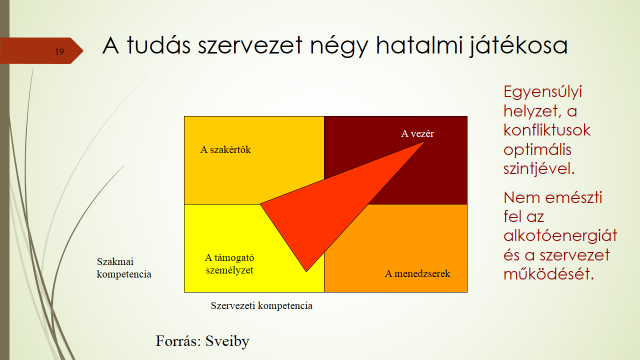 19
A tudás szervezet négy hatalmi játékosa
A szakértők
A vezér
A támogató
személyzet
A menedzserek
Szakmai
kompetencia
Szervezeti kompetencia
Egyensúlyi
helyzet, a
konfliktusok
optimális
szintjével.
Nem emészti
fel az
alkotóenergiát
és a szervezet
működését.
Forrás: Sveiby